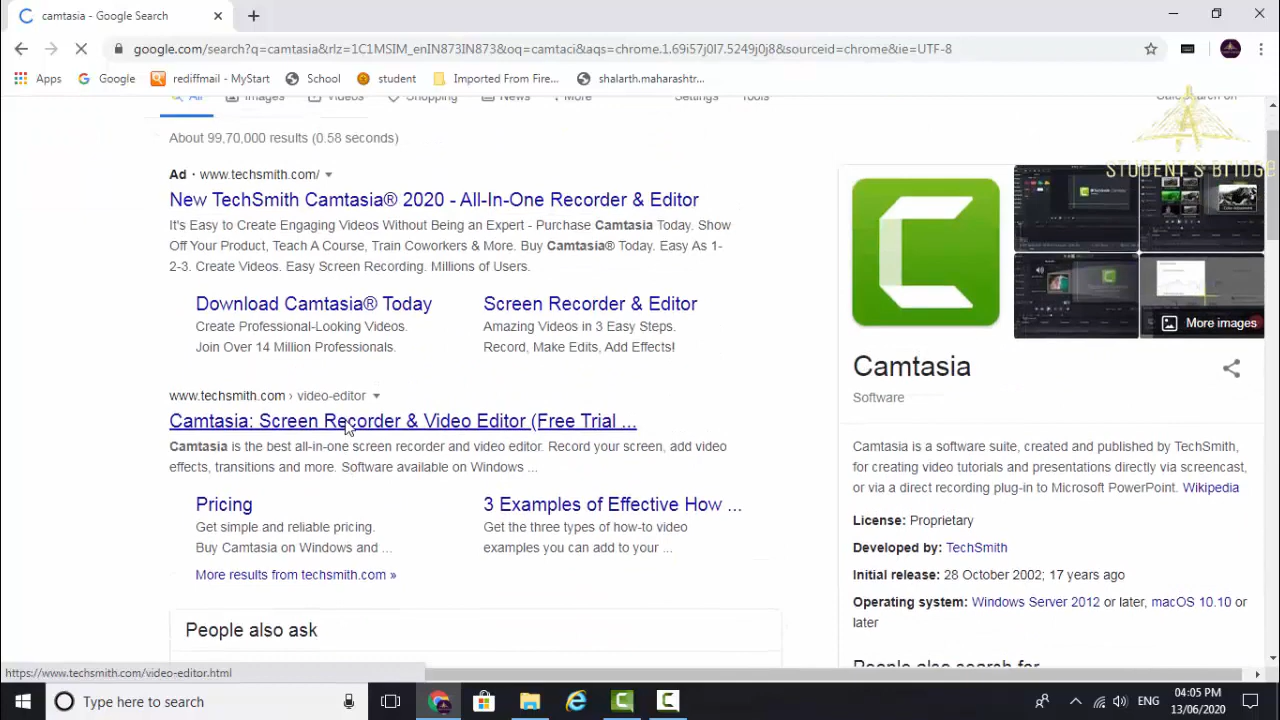 camtasia - Google Search
google.com/search?q=camtasia&rlz=1C1MSIM_enIN873IN873&oq=camtaci&aqs=chrome.1.69i57j0l7.5249j0j8&sourceid=chrome&ie=UTF-8
Apps Google rediffmail - MyStart School student Imported From Fire... shalarth.maharashtr...
All Images Videos Shopping News More Settings Tools
About 99,70,000 results (0.58 seconds)
STUDENT'S BRIDGE
Ad · www.techsmith.com/
New TechSmith Camtasia® 2020 - All-In-One Recorder & Editor
It's Easy to Create Engaging Videos Without Being an Expert - Purchase Camtasia Today. Show
Off Your Product, Teach A Course, Train Coworkers & More. Buy Camtasia® Today. Easy As 1-
2-3. Create Videos. Easy Screen Recording. Millions of Users.
Download Camtasia® Today
Create Professional-Looking Videos.
Join Over 14 Million Professionals.
Screen Recorder & Editor
Amazing Videos in 3 Easy Steps.
Record, Make Edits, Add Effects!
www.techsmith.com › video-editor
Camtasia: Screen Recorder & Video Editor (Free Trial ...
Camtasia is the best all-in-one screen recorder and video editor. Record your screen, add video
effects, transitions and more. Software available on Windows ...
Pricing
Get simple and reliable pricing.
Buy Camtasia on Windows and ...
3 Examples of Effective How ...
Get the three types of how-to video
examples you can add to your ...
More results from techsmith.com »
People also ask
More images
Camtasia
Software
Camtasia is a software suite, created and published by TechSmith,
for creating video tutorials and presentations directly via screencast,
or via a direct recording plug-in to Microsoft PowerPoint. Wikipedia
License: Proprietary
Developed by: TechSmith
Initial release: 28 October 2002; 17 years ago
Operating system: Windows Server 2012 or later, macOS 10.10 or
later
People also search for
https://www.techsmith.com/video-editor.html
Type here to search
ENG
04:05 PM
13/06/2020